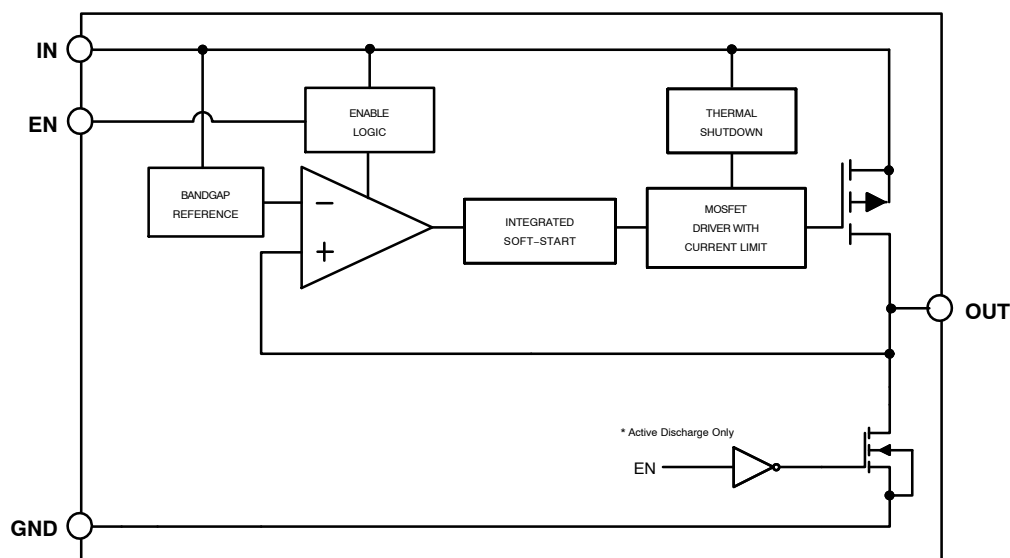 IN
EN
ENABLE
LOGIC
THERMAL
SHUTDOWN
BANDGAP
REFERENCE
−
+
INTEGRATED
SOFT−START
MOSFET
DRIVER WITH
CURRENT LIMIT
OUT
* Active Discharge Only
EN
GND